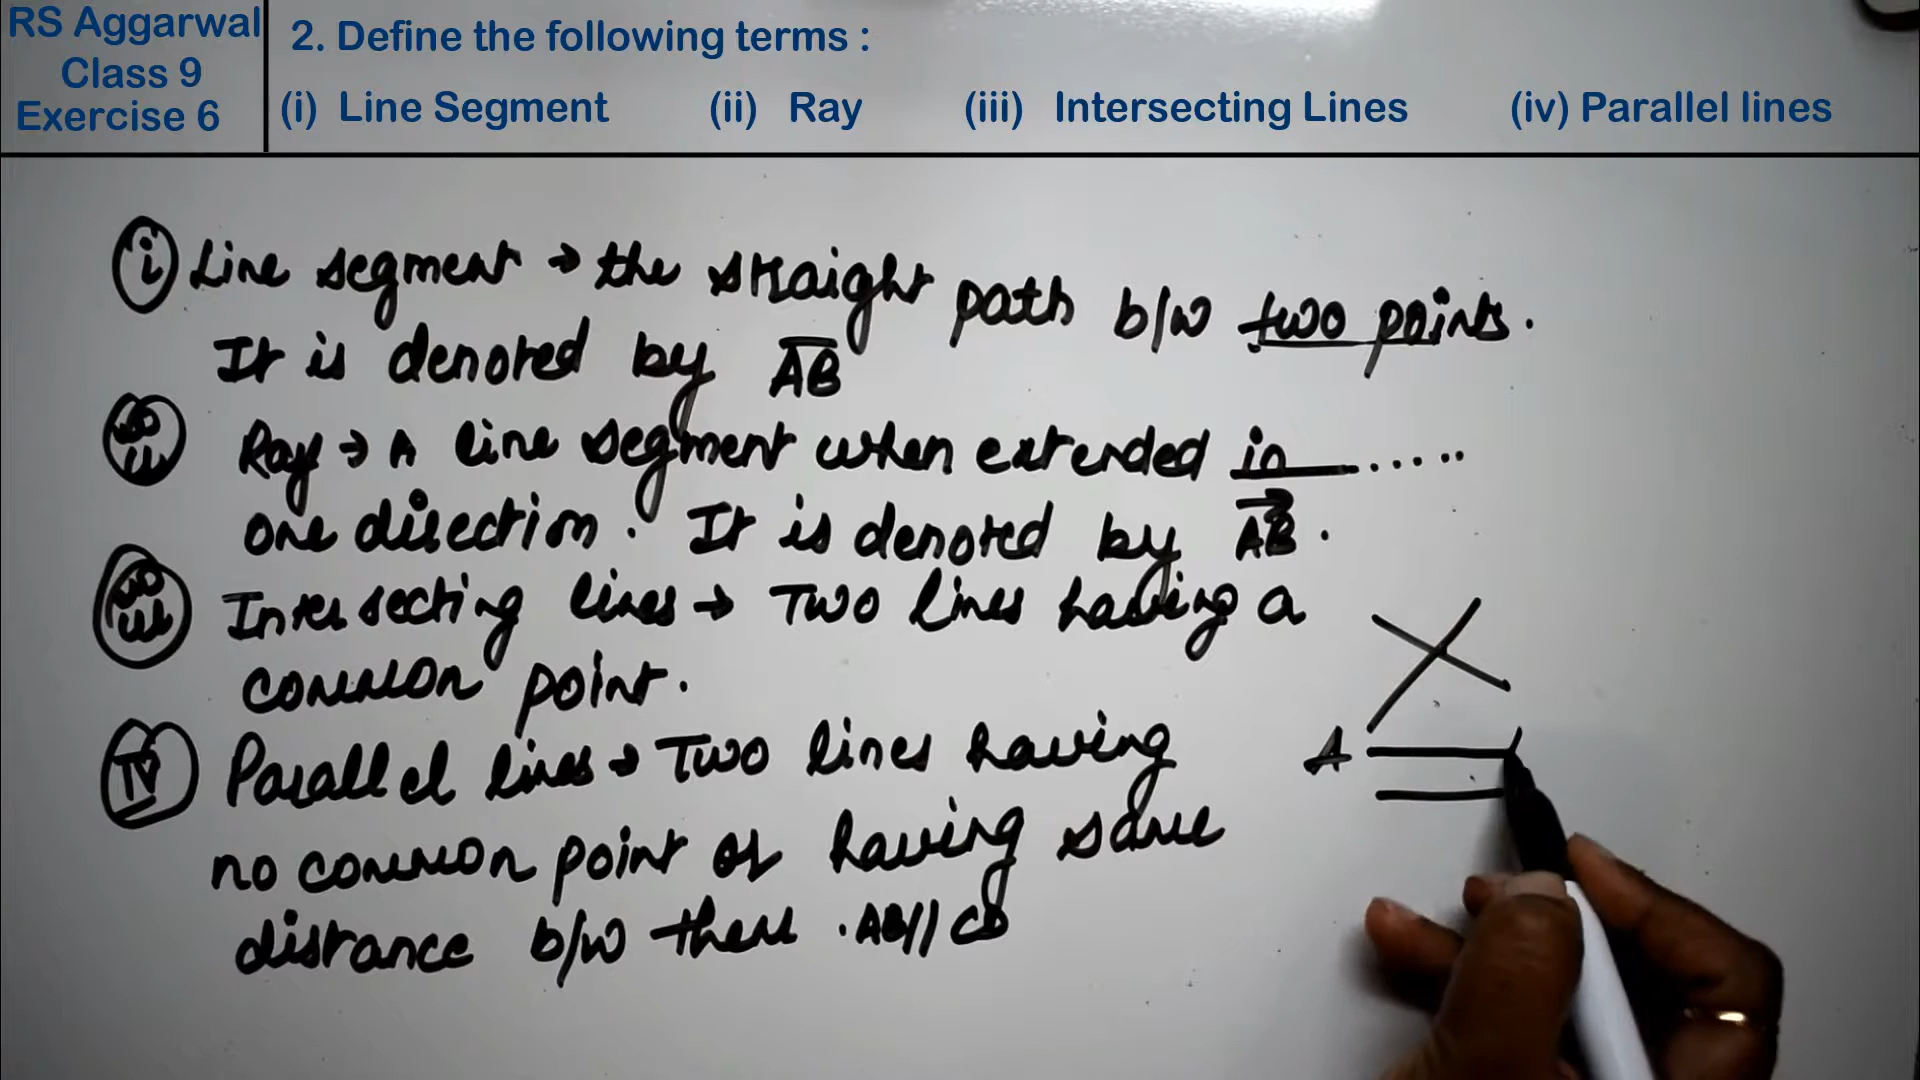 RS Aggarwal
Class 9
Exercise 6
2. Define the following terms :
(i) Line Segment (ii) Ray (iii) Intersecting Lines (iv) Parallel lines
(i) Line segment → the straight path b/w two points.
It is denoted by A̅B̅
(ii) Ray → A line segment when extended in .....
one direction. It is denoted by A⃗B⃗.
(iii) Intersecting lines → Two lines having a
common point.
(iv) Parallel lines → Two lines having
A
no common point or having same
distance b/w them. AB//CD